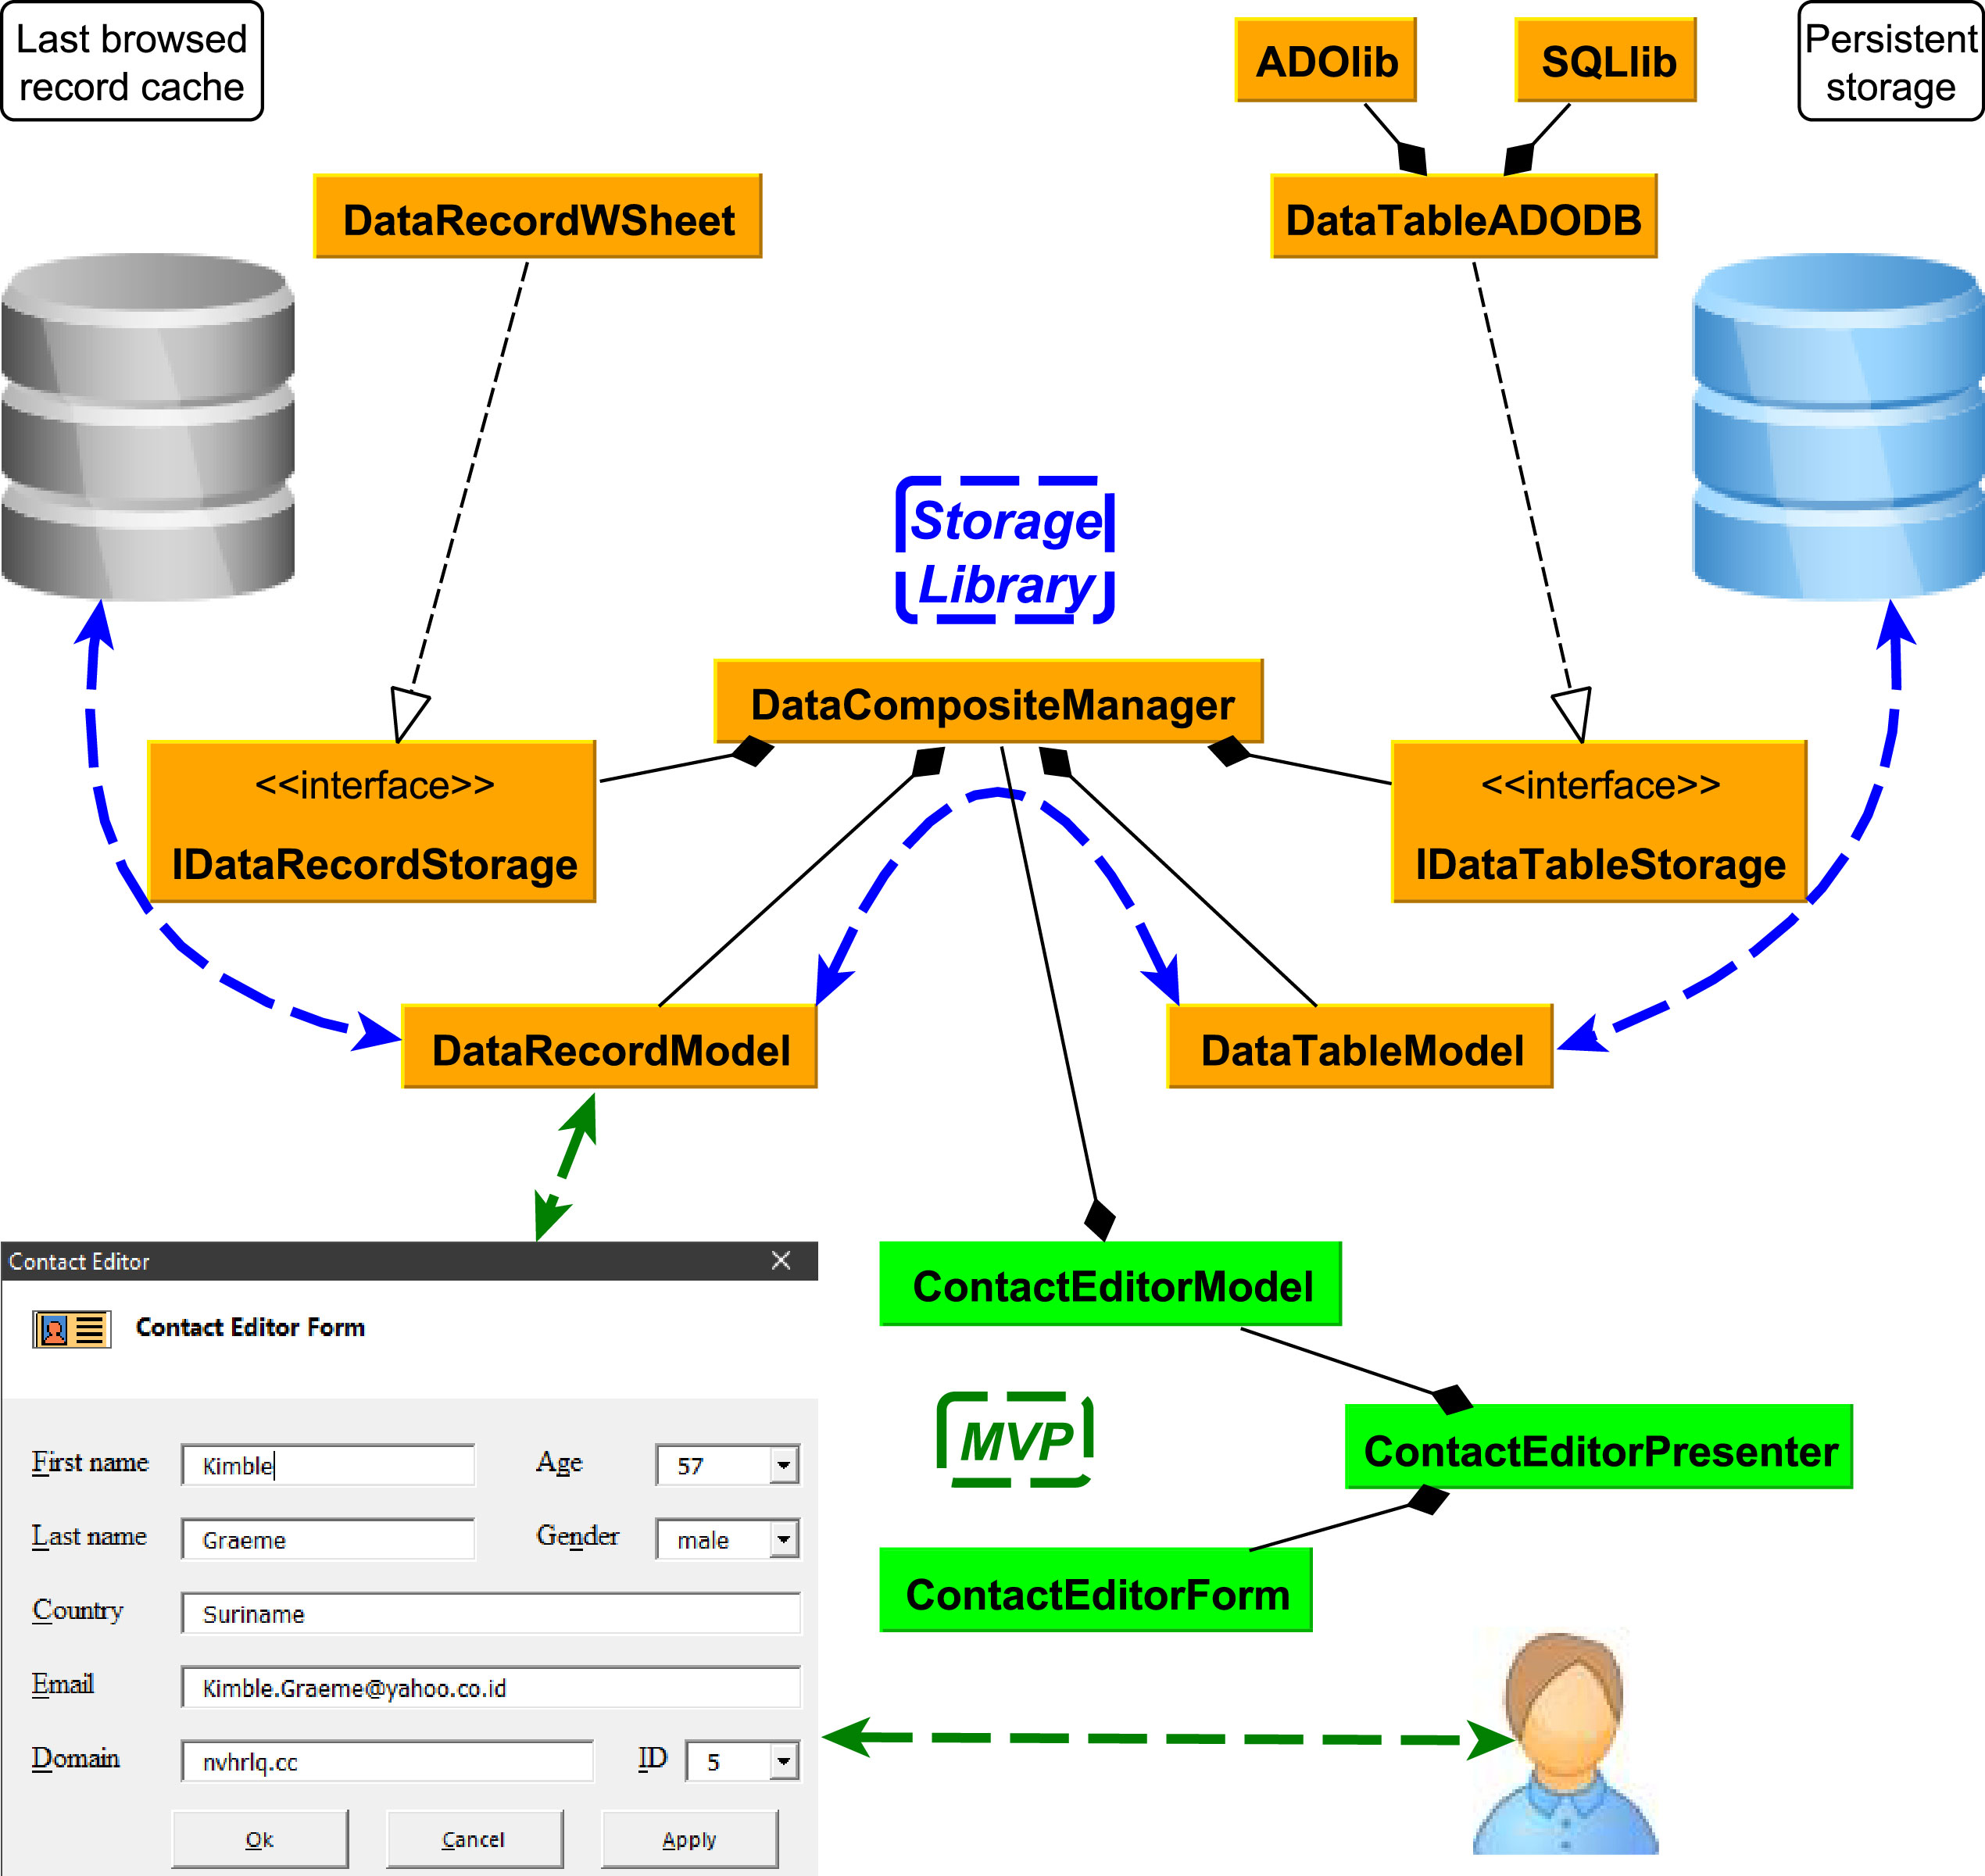 Last browsed
record cache
ADOlib
SQLlib
Persistent
storage
DataRecordWSheet
DataTableADODB
Storage
Library
DataCompositeManager
<<interface>>
IDataRecordStorage
<<interface>>
IDataTableStorage
DataRecordModel
DataTableModel
Contact Editor
Contact Editor Form
ContactEditorModel
MVP
ContactEditorPresenter
ContactEditorForm
First name
Kimble
Age
57
Last name
Graeme
Gender
male
Country
Suriname
Email
Kimble.Graeme@yahoo.co.id
Domain
nvhrlq.cc
ID
5
Ok
Cancel
Apply